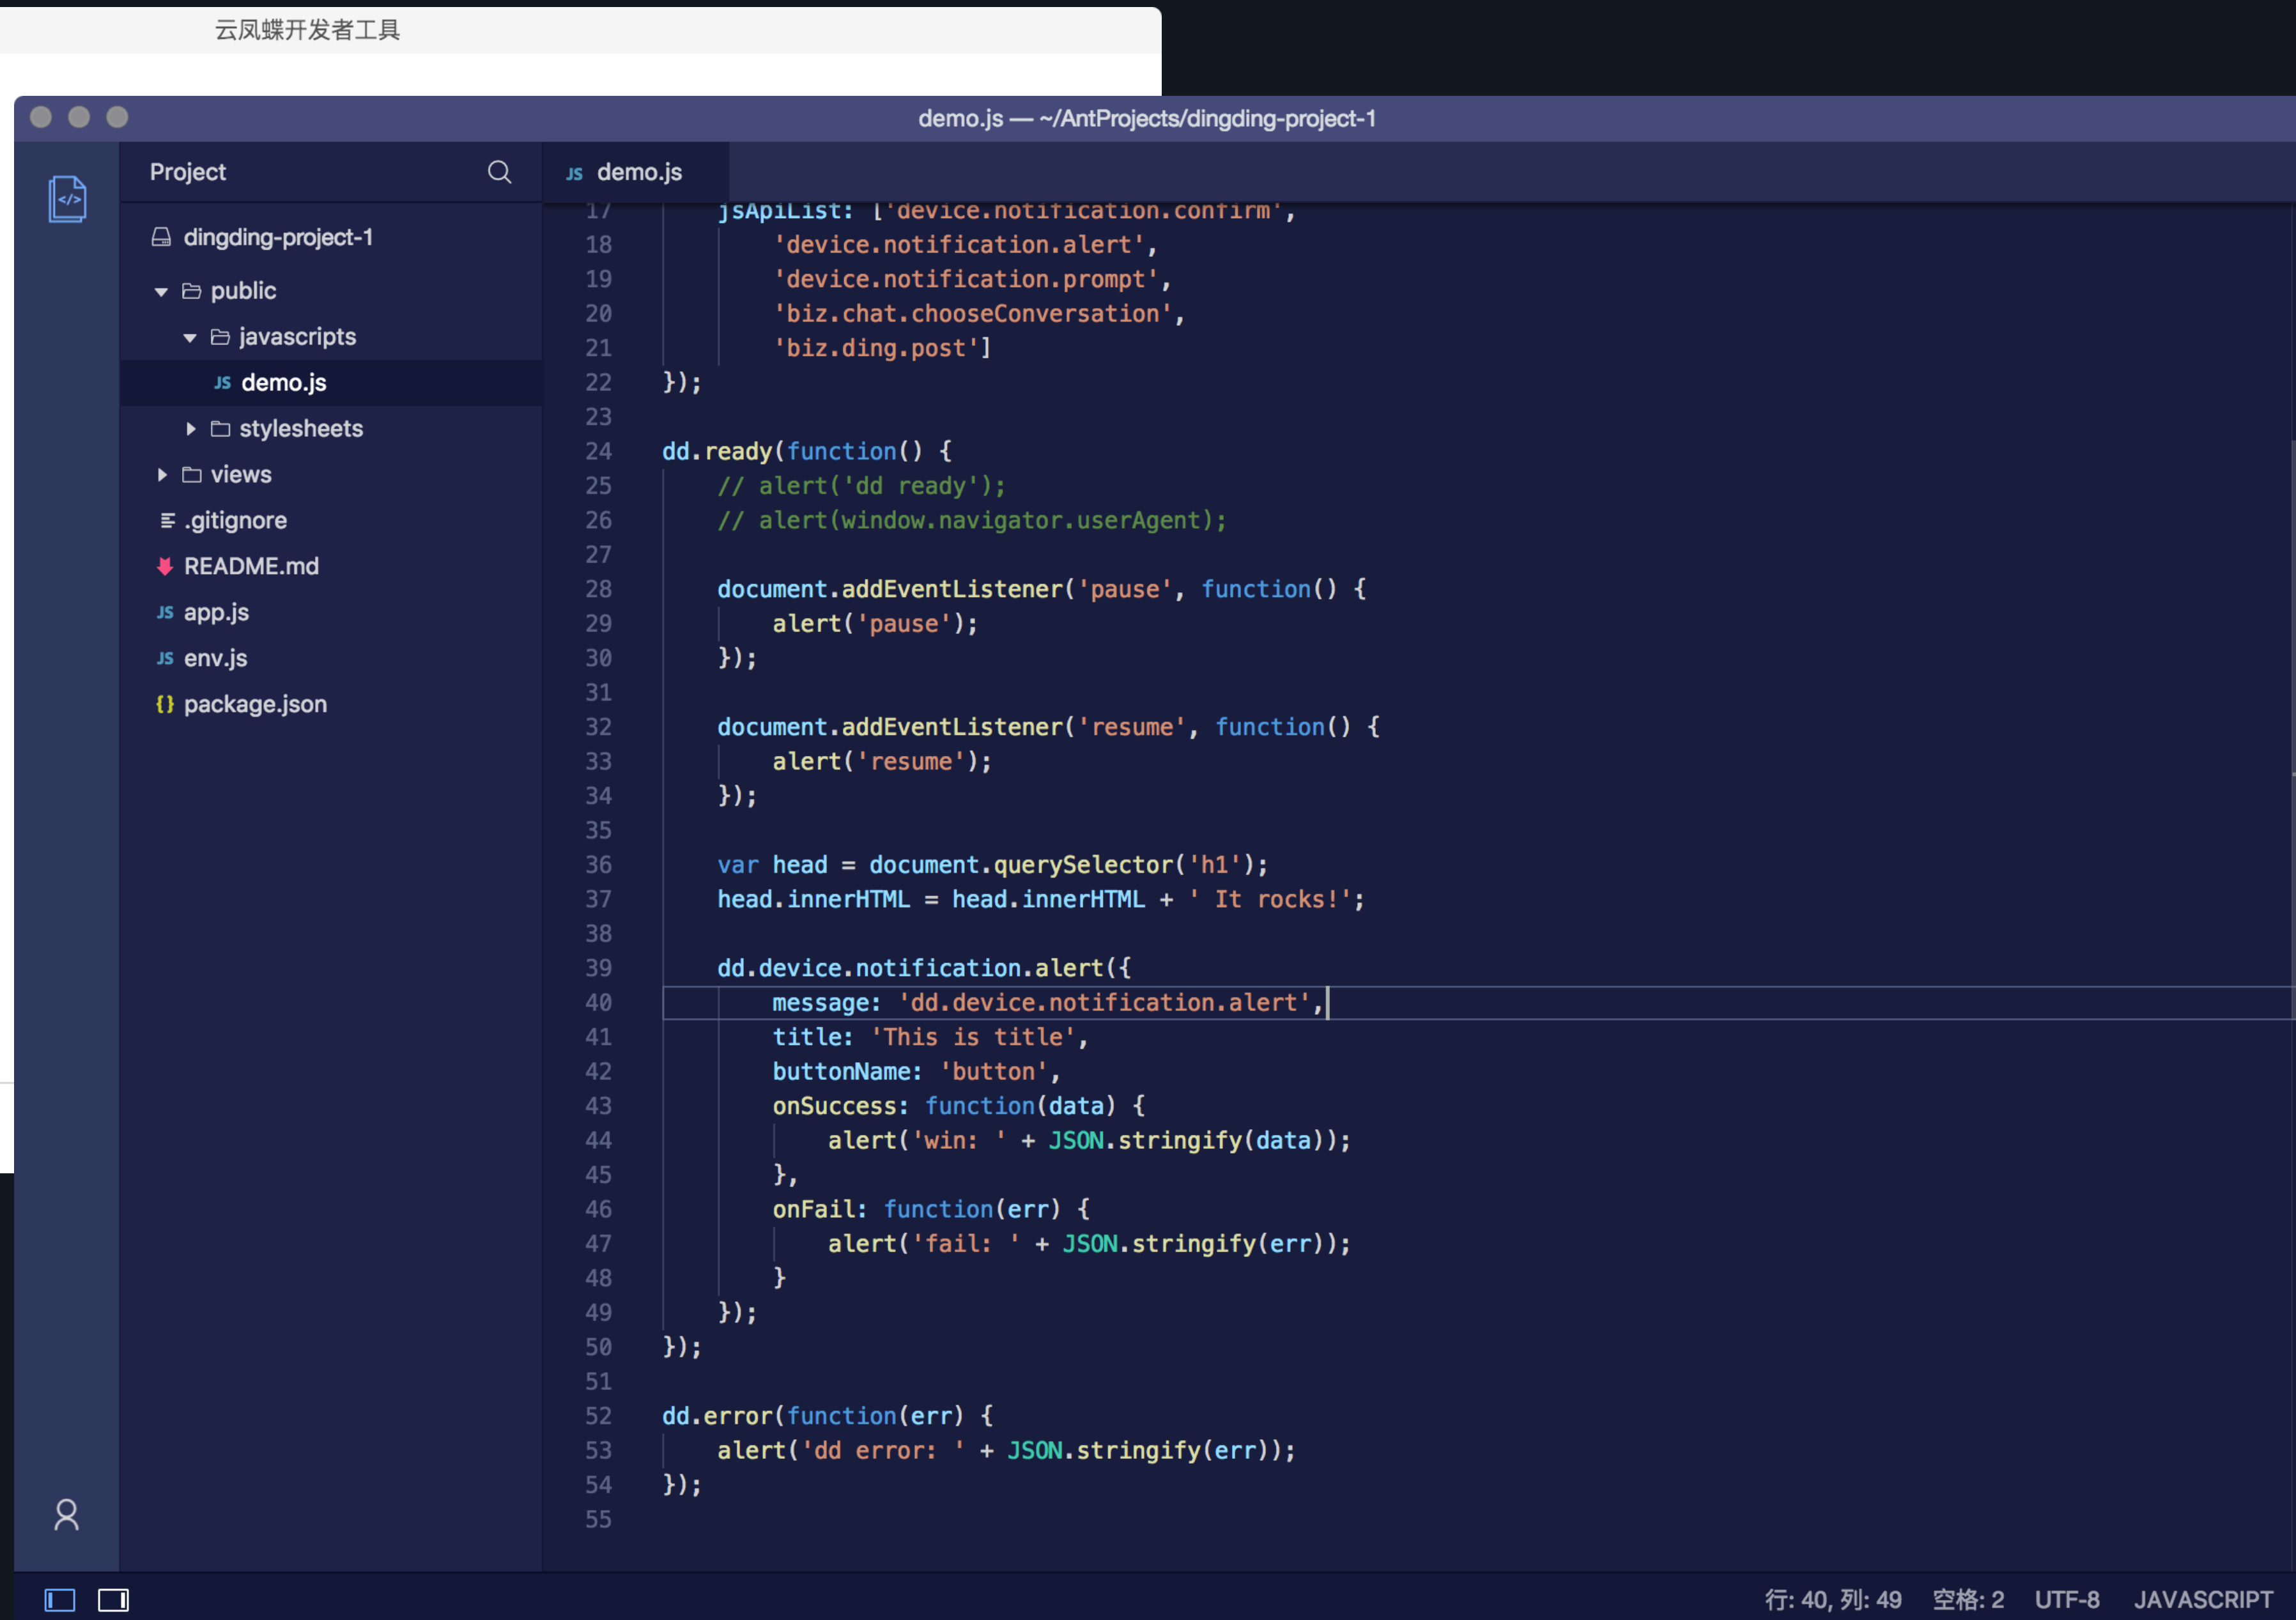 云凤蝶开发者工具
demo.js — ~/AntProjects/dingding-project-1
Project
dingding-project-1
public
javascripts
JS demo.js
stylesheets
views
.gitignore
README.md
JS app.js
JS env.js
{} package.json
JS demo.js
17 jsApiList: ['device.notification.confirm',
18 'device.notification.alert',
19 'device.notification.prompt',
20 'biz.chat.chooseConversation',
21 'biz.ding.post']
22 });
23
24 dd.ready(function() {
25 // alert('dd ready');
26 // alert(window.navigator.userAgent);
27
28 document.addEventListener('pause', function() {
29 alert('pause');
30 });
31
32 document.addEventListener('resume', function() {
33 alert('resume');
34 });
35
36 var head = document.querySelector('h1');
37 head.innerHTML = head.innerHTML + ' It rocks!';
38
39 dd.device.notification.alert({
40 message: 'dd.device.notification.alert',
41 title: 'This is title',
42 buttonName: 'button',
43 onSuccess: function(data) {
44 alert('win: ' + JSON.stringify(data));
45 },
46 onFail: function(err) {
47 alert('fail: ' + JSON.stringify(err));
48 }
49 });
50 });
51
52 dd.error(function(err) {
53 alert('dd error: ' + JSON.stringify(err));
54 });
55
行: 40, 列: 49 空格: 2 UTF-8 JAVASCRIPT